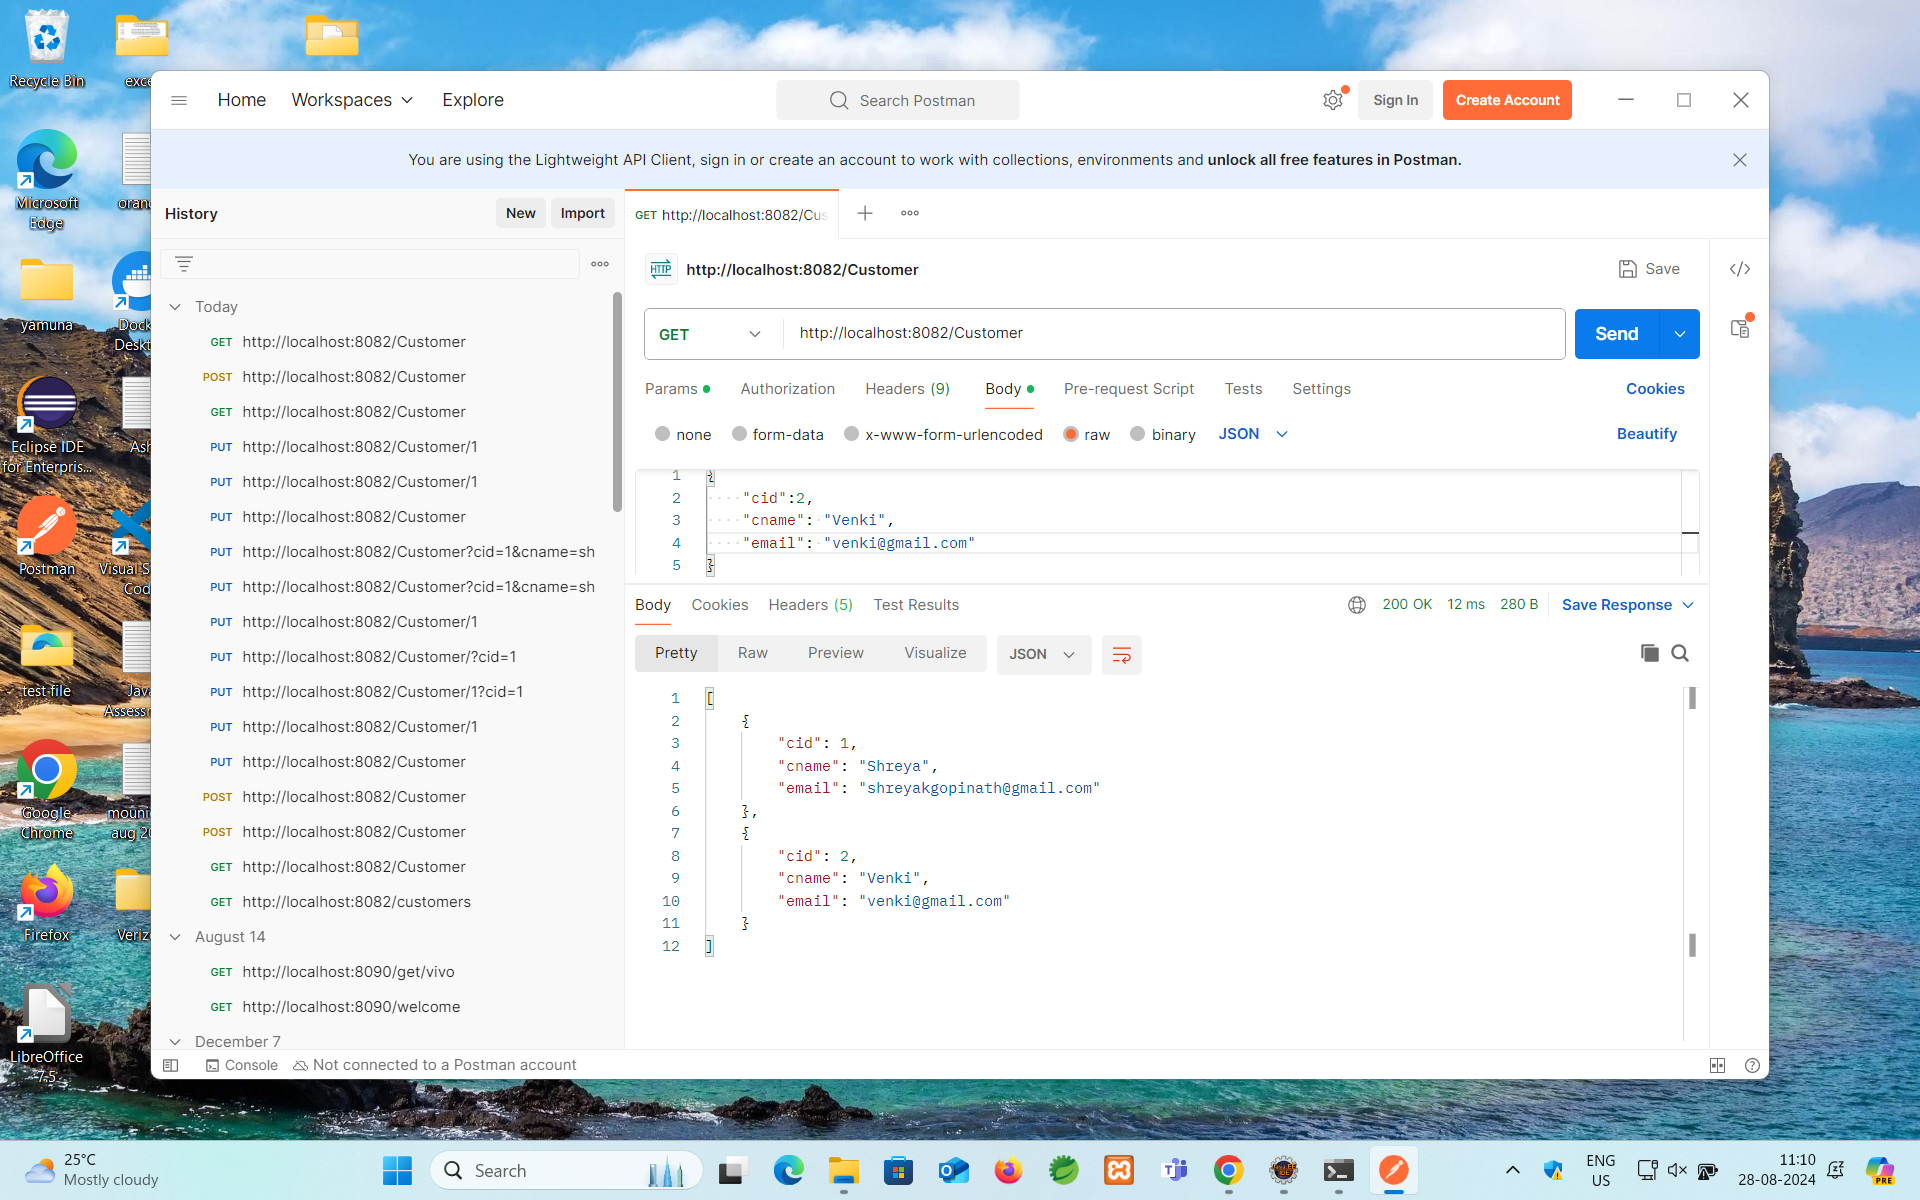 Recycle Bin
Microsoft
Edge
yamuna
Eclipse IDE
for Enterpris...
Postman
test file
Google
Chrome
Firefox
LibreOffice
7.5
Home
Workspaces
Explore
Search Postman
Sign In
Create Account
You are using the Lightweight API Client, sign in or create an account to work with collections, environments and unlock all free features in Postman.
History
New
Import
Today
GET http://localhost:8082/Customer
POST http://localhost:8082/Customer
GET http://localhost:8082/Customer
PUT http://localhost:8082/Customer/1
PUT http://localhost:8082/Customer/1
PUT http://localhost:8082/Customer
PUT http://localhost:8082/Customer?cid=1&cname=sh
PUT http://localhost:8082/Customer?cid=1&cname=sh
PUT http://localhost:8082/Customer/1
PUT http://localhost:8082/Customer/?cid=1
PUT http://localhost:8082/Customer/1?cid=1
PUT http://localhost:8082/Customer/1
PUT http://localhost:8082/Customer
POST http://localhost:8082/Customer
POST http://localhost:8082/Customer
GET http://localhost:8082/Customer
GET http://localhost:8082/customers
August 14
GET http://localhost:8090/get/vivo
GET http://localhost:8090/welcome
December 7
GET http://localhost:8082/Cus
HTTP http://localhost:8082/Customer
Save
GET http://localhost:8082/Customer
Send
Params
Authorization
Headers (9)
Body
Pre-request Script
Tests
Settings
Cookies
none
form-data
x-www-form-urlencoded
raw
binary
JSON
Beautify
1 {
2 "cid":2,
3 "cname": "Venki",
4 "email": "venki@gmail.com"
5 }
Body
Cookies
Headers (5)
Test Results
200 OK
12 ms
280 B
Save Response
Pretty
Raw
Preview
Visualize
JSON
1 [
2 {
3 "cid": 1,
4 "cname": "Shreya",
5 "email": "shreyakgopinath@gmail.com"
6 },
7 {
8 "cid": 2,
9 "cname": "Venki",
10 "email": "venki@gmail.com"
11 }
12 ]
Console
Not connected to a Postman account
25°C
Mostly cloudy
Search
ENG
US
11:10
28-08-2024
PRE